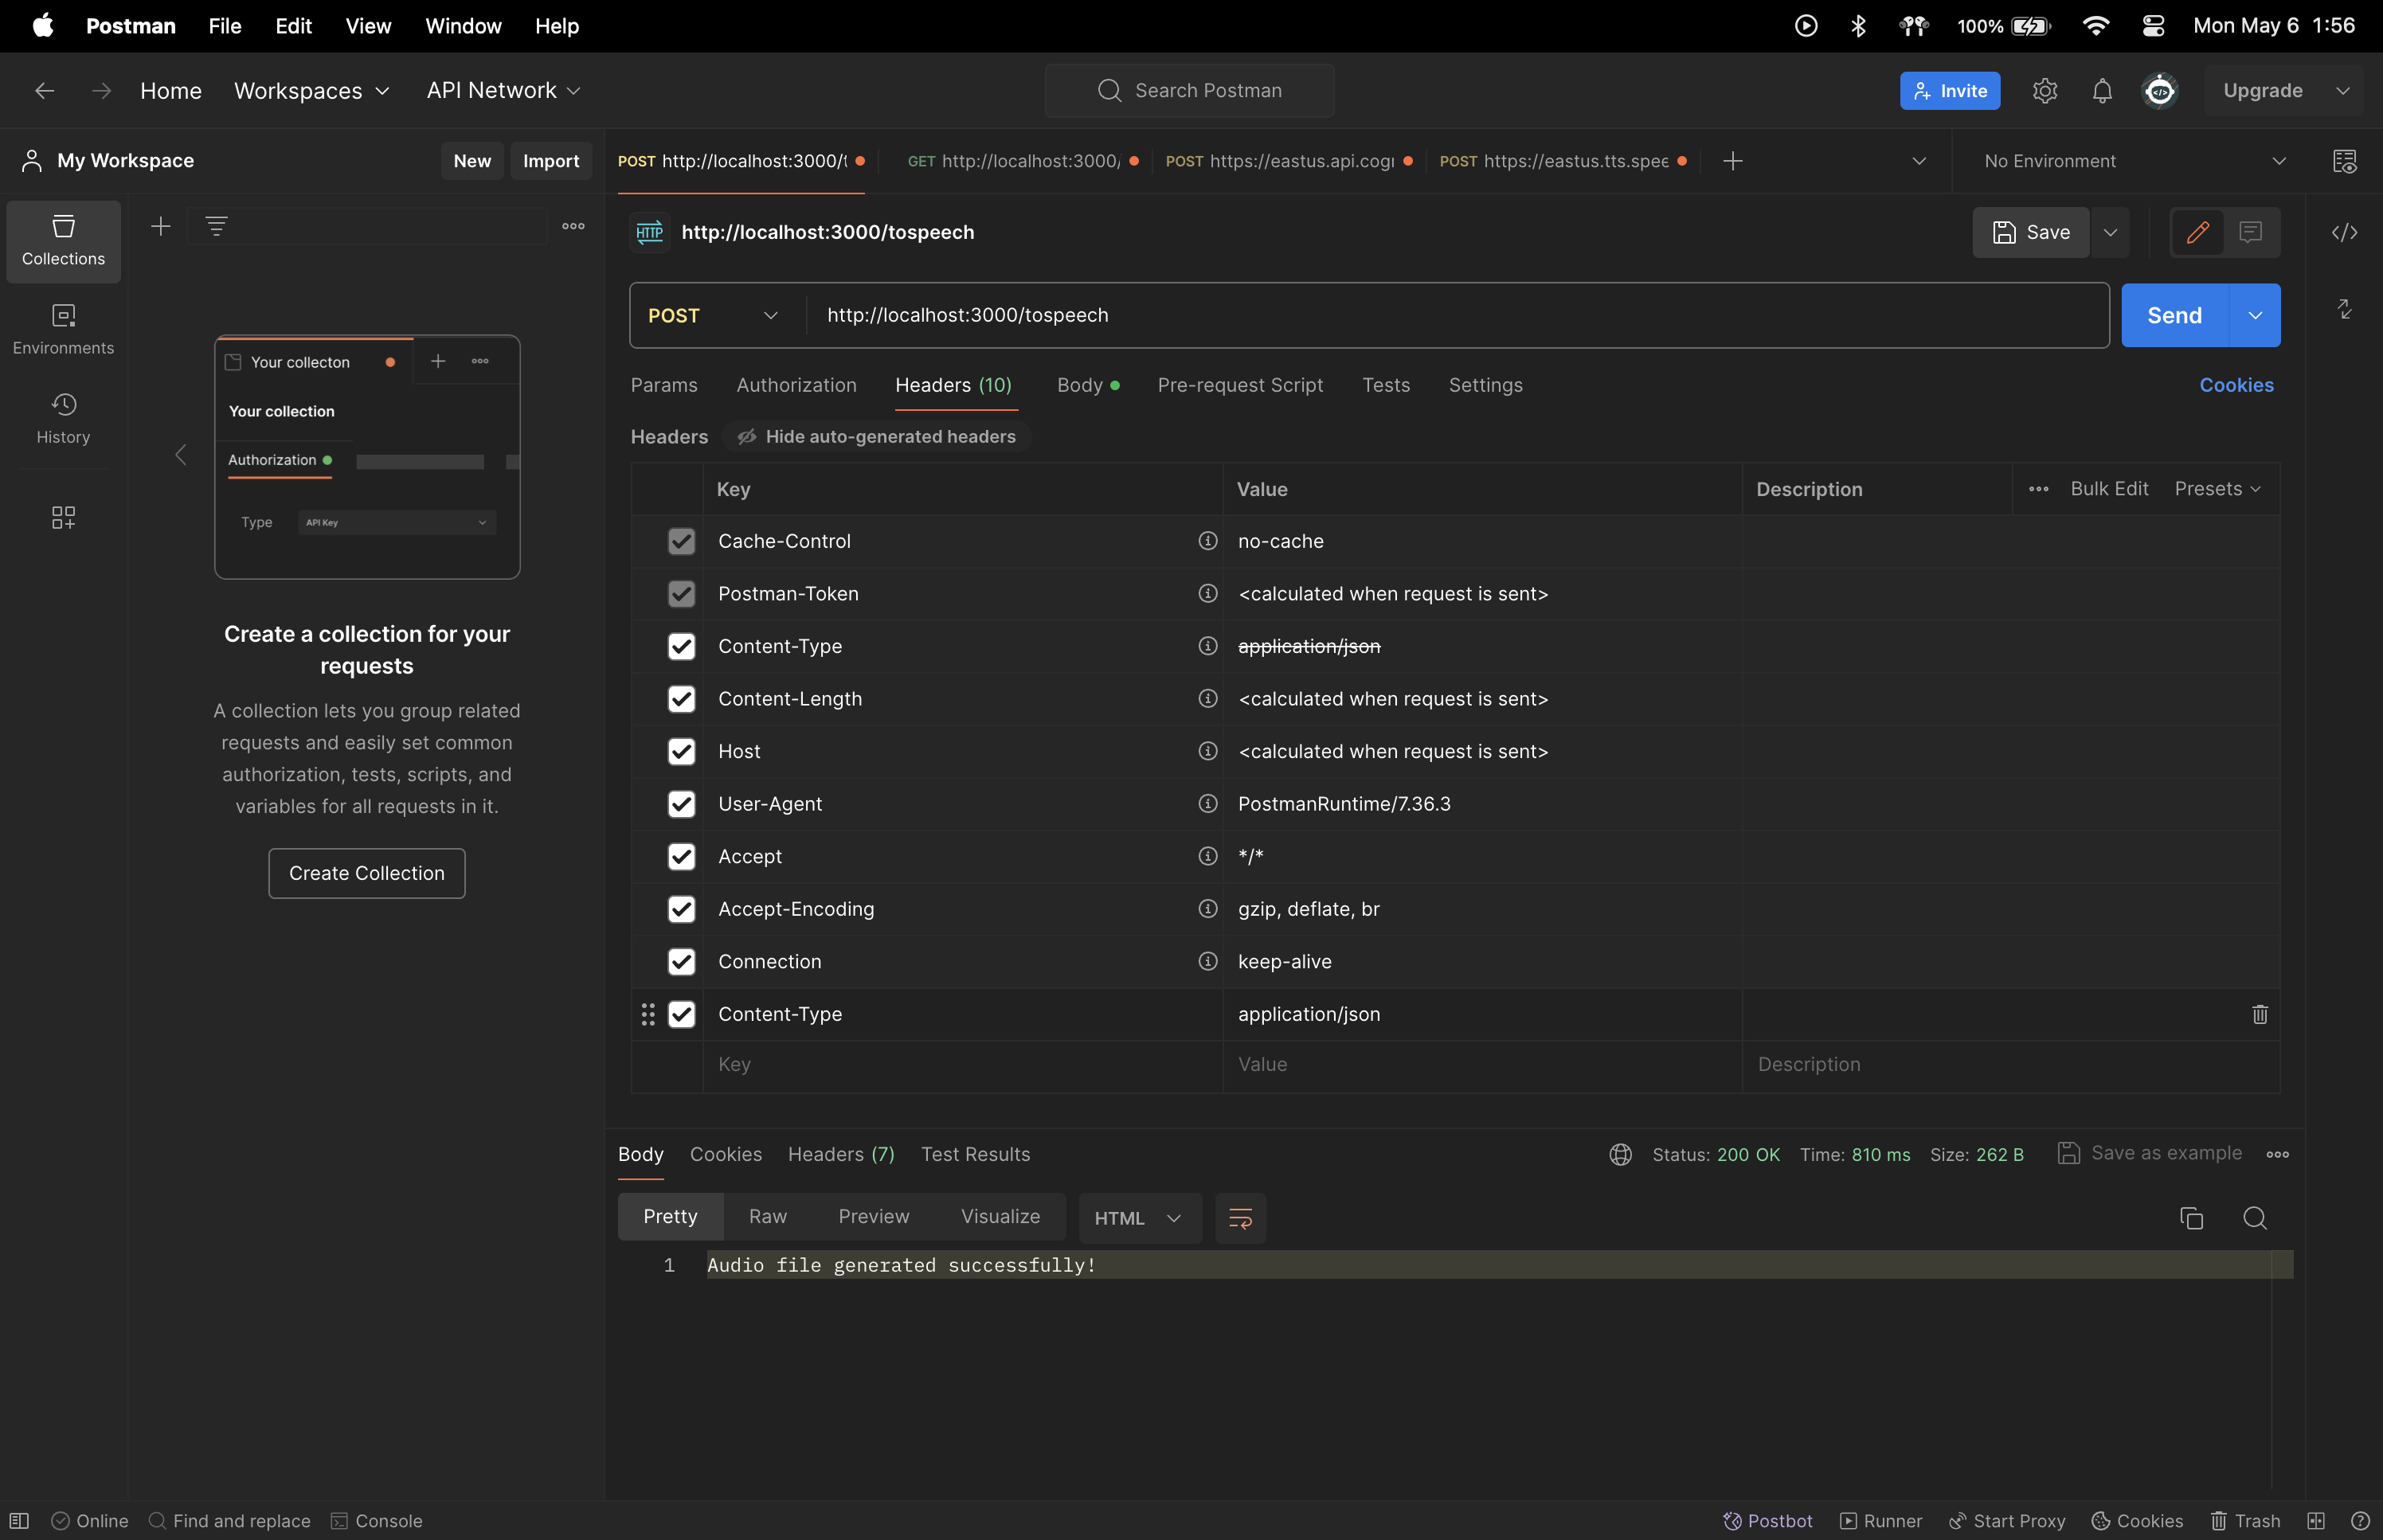 Postman File Edit View Window Help 100% Mon May 6 1:56
Home Workspaces API Network Search Postman Invite Upgrade
My Workspace New Import POST http://localhost:3000/t GET http://localhost:3000/ POST https://eastus.api.cogn POST https://eastus.tts.spee No Environment
Collections
Environments
History
Your collecton
Your collection
Authorization
Type API Key
Create a collection for your
requests
A collection lets you group related
requests and easily set common
authorization, tests, scripts, and
variables for all requests in it.
Create Collection
HTTP http://localhost:3000/tospeech Save
POST http://localhost:3000/tospeech Send
Params Authorization Headers (10) Body Pre-request Script Tests Settings Cookies
Headers Hide auto-generated headers
Key Value Description Bulk Edit Presets
Cache-Control no-cache
Postman-Token <calculated when request is sent>
Content-Type application/json
Content-Length <calculated when request is sent>
Host <calculated when request is sent>
User-Agent PostmanRuntime/7.36.3
Accept */*
Accept-Encoding gzip, deflate, br
Connection keep-alive
Content-Type application/json
Key Value Description
Body Cookies Headers (7) Test Results Status: 200 OK Time: 810 ms Size: 262 B Save as example
Pretty Raw Preview Visualize HTML
1 Audio file generated successfully!
Online Find and replace Console Postbot Runner Start Proxy Cookies Trash